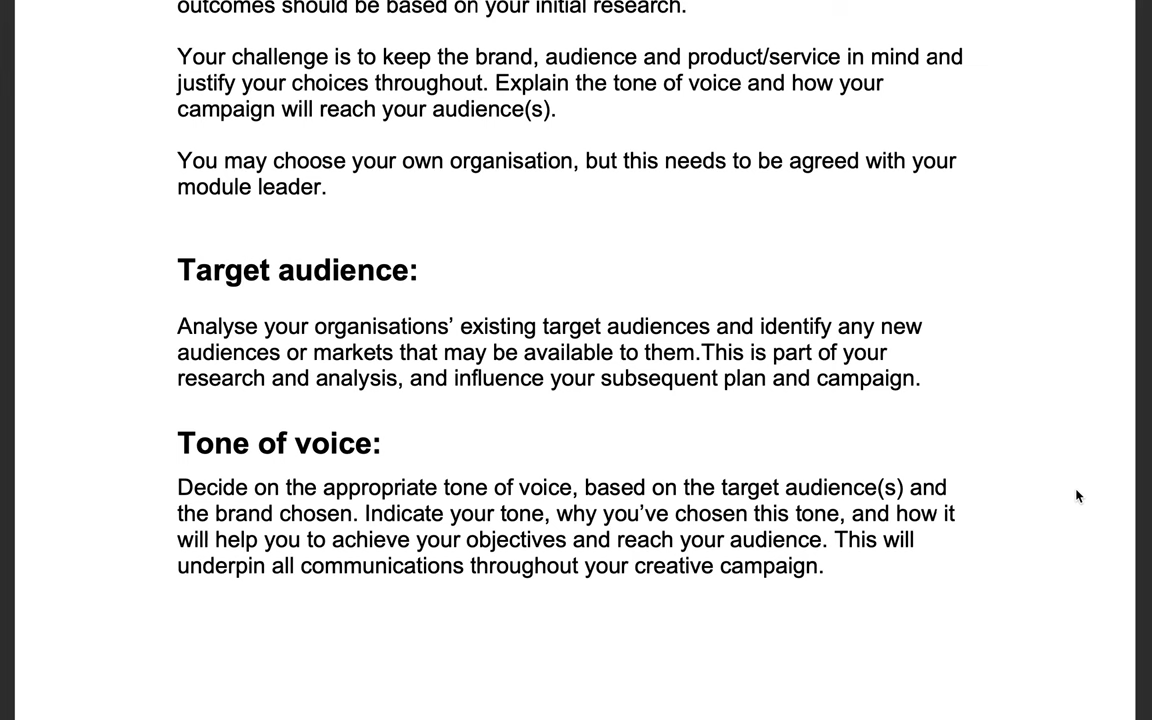 outcomes should be based on your initial research.
Your challenge is to keep the brand, audience and product/service in mind and
justify your choices throughout. Explain the tone of voice and how your
campaign will reach your audience(s).
You may choose your own organisation, but this needs to be agreed with your
module leader.
Target audience:
Analyse your organisations’ existing target audiences and identify any new
audiences or markets that may be available to them.This is part of your
research and analysis, and influence your subsequent plan and campaign.
Tone of voice:
Decide on the appropriate tone of voice, based on the target audience(s) and
the brand chosen. Indicate your tone, why you’ve chosen this tone, and how it
will help you to achieve your objectives and reach your audience. This will
underpin all communications throughout your creative campaign.